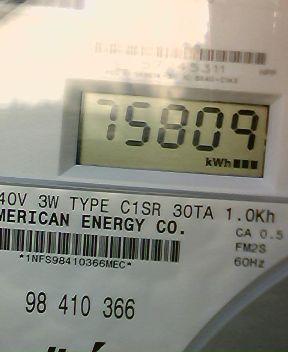 75809
kWh
40V 3W TYPE C1SR 30TA 1.0Kh
MERICAN ENERGY CO.
CA 0.5
FM2S
60Hz
*1NFS98410366MEC*
98 410 366